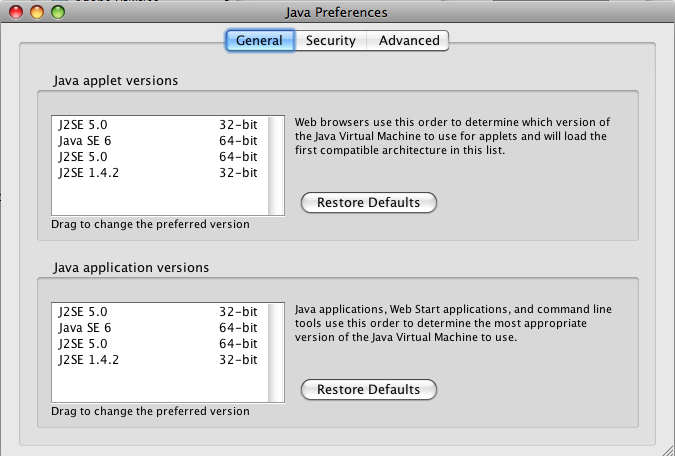 Java Preferences
General Security Advanced
Java applet versions
J2SE 5.0 32-bit
Java SE 6 64-bit
J2SE 5.0 64-bit
J2SE 1.4.2 32-bit
Drag to change the preferred version
Web browsers use this order to determine which version of
the Java Virtual Machine to use for applets and will load the
first compatible architecture in this list.
Restore Defaults
Java application versions
J2SE 5.0 32-bit
Java SE 6 64-bit
J2SE 5.0 64-bit
J2SE 1.4.2 32-bit
Drag to change the preferred version
Java applications, Web Start applications, and command line
tools use this order to determine the most appropriate
version of the Java Virtual Machine to use.
Restore Defaults